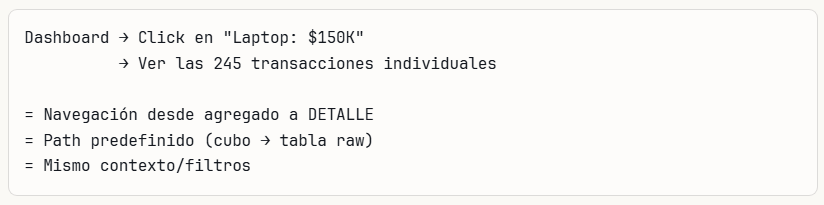 Dashboard → Click en "Laptop: $150K"
→ Ver las 245 transacciones individuales
= Navegación desde agregado a DETALLE
= Path predefinido (cubo → tabla raw)
= Mismo contexto/filtros